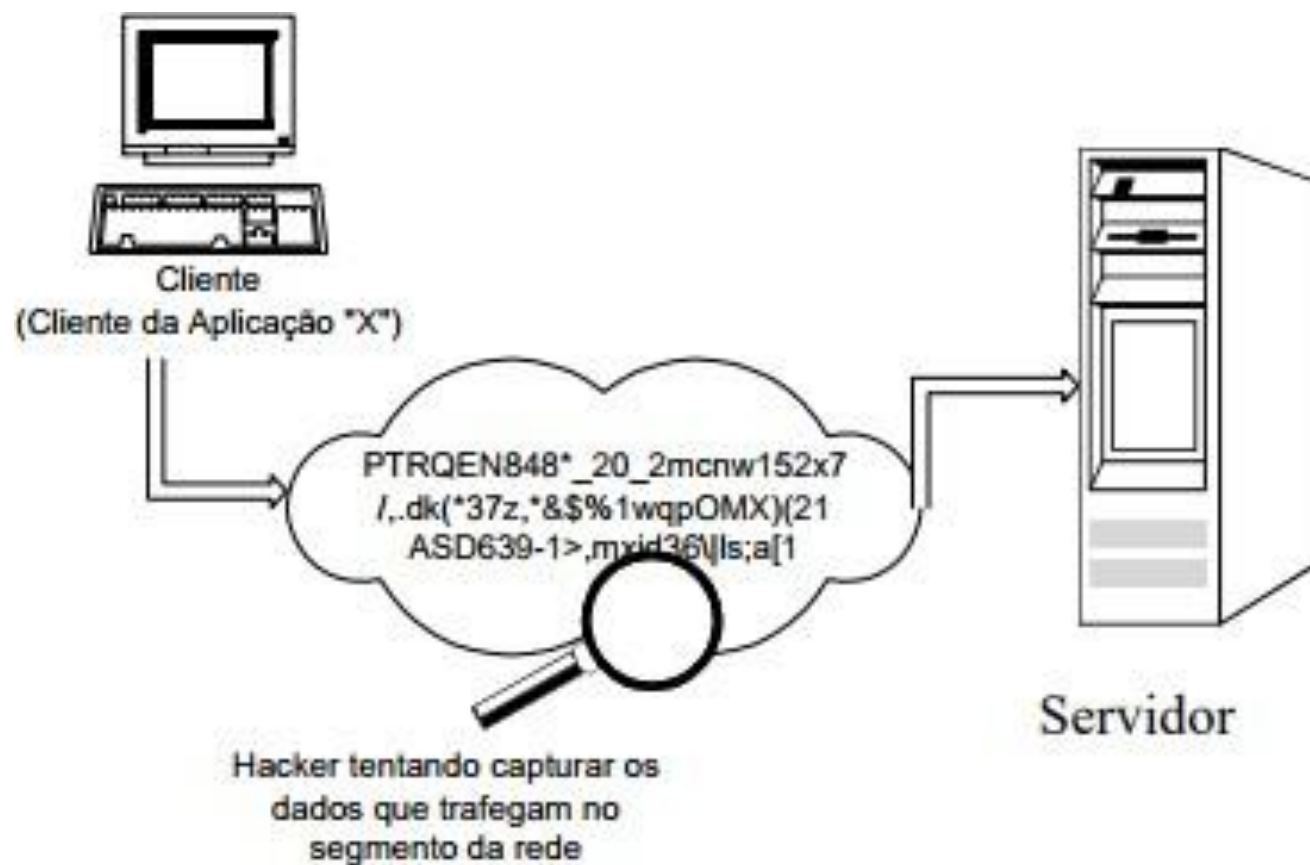 Cliente
(Cliente da Aplicação "X")
PTRQEN848*_20_2mcnw152x7
/,.dk(*37z,*&$%1wqpOMX)(21
ASD639-1>,mxid36\|ls;a[1
Hacker tentando capturar os
dados que trafegam no
segmento da rede
Servidor